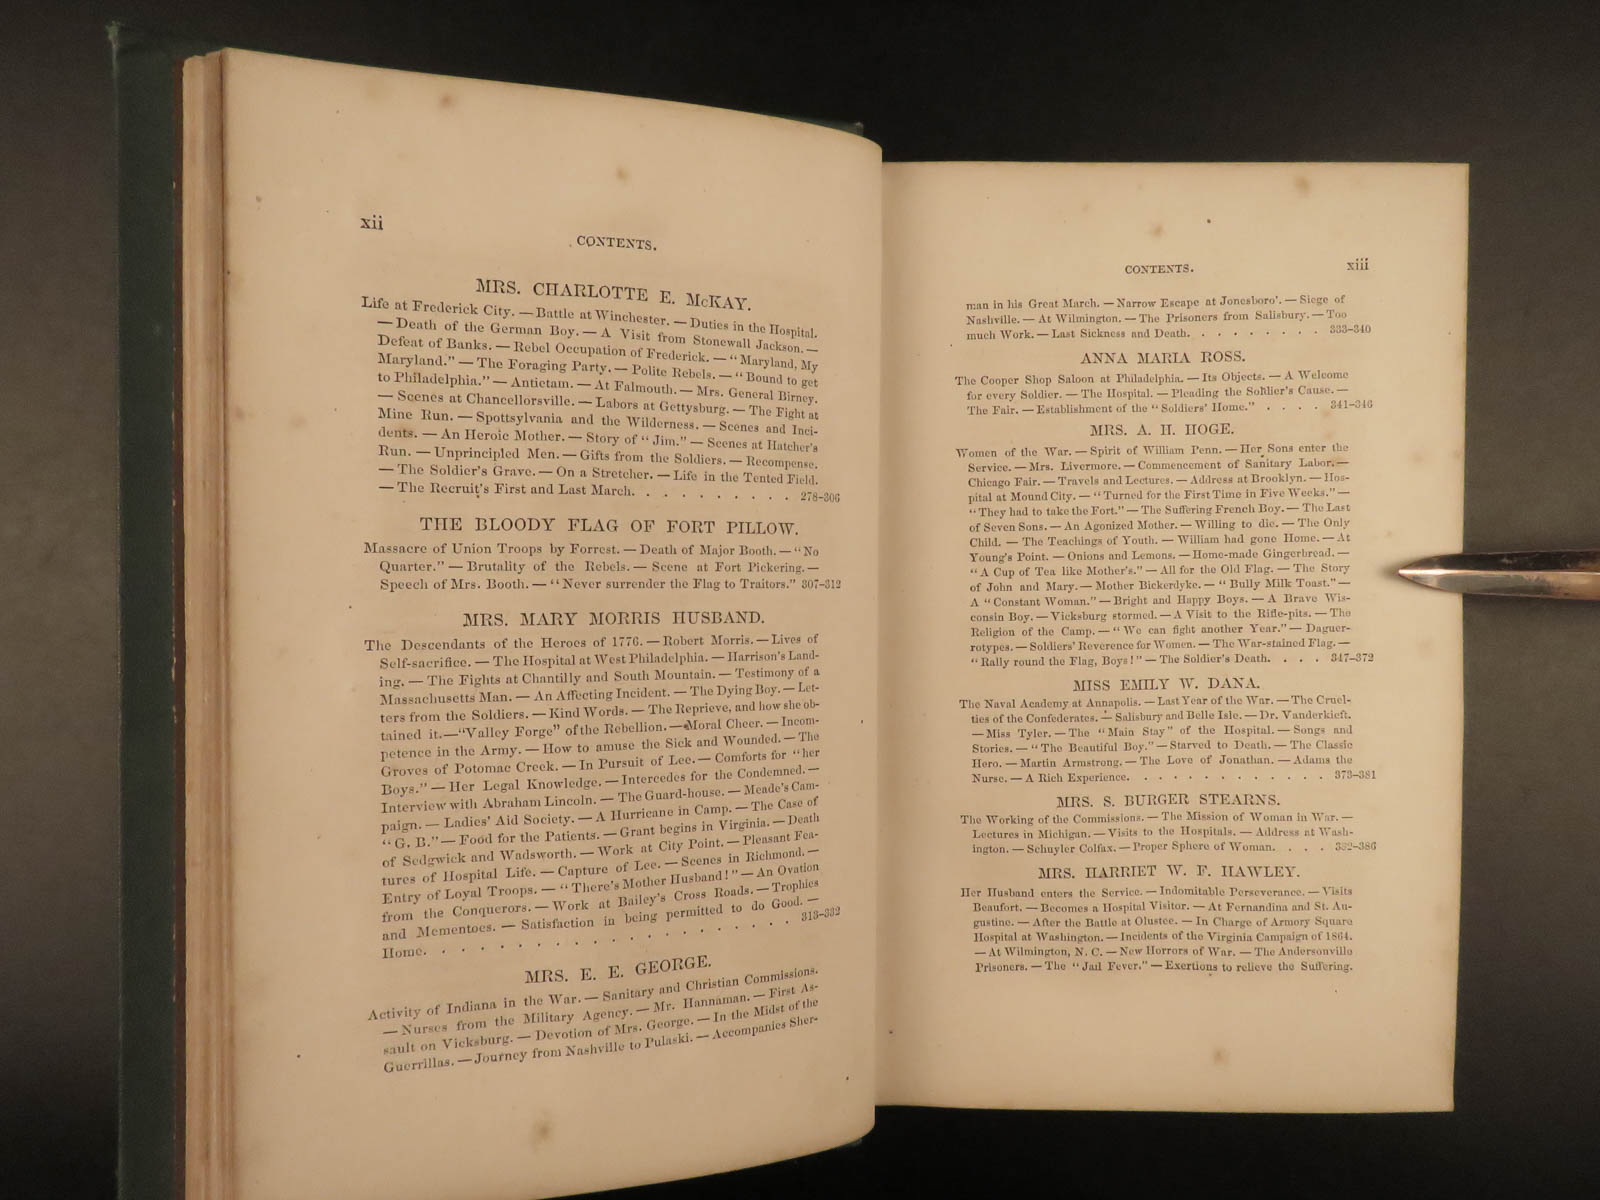 xii
CONTENTS.
MRS. CHARLOTTE E. McKAY.
Life at Frederick City. — Battle at Winchester. — Duties in the Hospital.
— Death of the German Boy. — A Visit from Stonewall Jackson. —
Defeat of Banks. — Rebel Occupation of Frederick. — "Maryland, My
Maryland." — The Foraging Party. — Polite Rebels. — "Bound to get
to Philadelphia." — Antietam. — At Falmouth. — Mrs. General Birney.
— Scenes at Chancellorsville. — Labors at Gettysburg. — The Fight at
Mine Run. — Spottsylvania and the Wilderness. — Scenes and Inci-
dents. — An Heroic Mother. — Story of "Jim." — Scenes at Hatcher's
Run. — Unprincipled Men. — Gifts from the Soldiers. — Recompense.
— The Soldier's Grave. — On a Stretcher. — Life in the Tented Field.
— The Recruit's First and Last March. . . . . . . . . . 278-306
THE BLOODY FLAG OF FORT PILLOW.
Massacre of Union Troops by Forrest. — Death of Major Booth. — "No
Quarter." — Brutality of the Rebels. — Scene at Fort Pickering. —
Speech of Mrs. Booth. — "Never surrender the Flag to Traitors." 307-312
MRS. MARY MORRIS HUSBAND.
The Descendants of the Heroes of 1776. — Robert Morris. — Lives of
Self-sacrifice. — The Hospital at West Philadelphia. — Harrison's Land-
ing. — The Fights at Chantilly and South Mountain. — Testimony of a
Massachusetts Man. — An Affecting Incident. — The Dying Boy. — Let-
ters from the Soldiers. — Kind Words. — The Reprieve, and how she ob-
tained it. — "Valley Forge" of the Rebellion. — Moral Cheer. — Incom-
petence in the Army. — How to amuse the Sick and Wounded. — The
Groves of Potomac Creek. — In Pursuit of Lee. — Comforts for "her
Boys." — Her Legal Knowledge. — Intercedes for the Condemned. —
Interview with Abraham Lincoln. — The Guard-house. — Meade's Cam-
paign. — Ladies' Aid Society. — A Hurricane in Camp. — The Case of
"G. B." — Food for the Patients. — Grant begins in Virginia. — Death
of Sedgwick and Wadsworth. — Work at City Point. — Pleasant Fea-
tures of Hospital Life. — Capture of Lee. — Scenes in Richmond. —
Entry of Loyal Troops. — "There's Mother Husband!" — An Ovation
from the Conquerors. — Work at Bailey's Cross Roads. — Trophies
and Mementoes. — Satisfaction in being permitted to do Good. —
Home. . . . . . . . . . . . . . . . . . . . 313-332
MRS. E. E. GEORGE.
Activity of Indiana in the War. — Sanitary and Christian Commissions.
— Nurses from the Military Agency. — Mr. Hannaman. — First As-
sault on Vicksburg. — Devotion of Mrs. George. — In the Midst of the
Guerrillas. — Journey from Nashville to Pulaski. — Accompanies Sher-
CONTENTS.
xiii
man in his Great March. — Narrow Escape at Jonesboro'. — Siege of
Nashville. — At Wilmington. — The Prisoners from Salisbury. — Too
much Work. — Last Sickness and Death. . . . . . . . . 333-340
ANNA MARIA ROSS.
The Cooper Shop Saloon at Philadelphia. — Its Objects. — A Welcome
for every Soldier. — The Hospital. — Pleading the Soldier's Cause. —
The Fair. — Establishment of the "Soldiers' Home." . . . . 341-346
MRS. A. H. HOGE.
Women of the War. — Spirit of William Penn. — Her Sons enter the
Service. — Mrs. Livermore. — Commencement of Sanitary Labor. —
Chicago Fair. — Travels and Lectures. — Address at Brooklyn. — Hos-
pital at Mound City. — "Turned for the First Time in Five Weeks." —
"They had to take the Fort." — The Suffering French Boy. — The Last
of Seven Sons. — An Agonized Mother. — Willing to die. — The Only
Child. — The Teachings of Youth. — William had gone Home. — At
Young's Point. — Onions and Lemons. — Home-made Gingerbread. —
"A Cup of Tea like Mother's." — All for the Old Flag. — The Story
of John and Mary. — Mother Bickerdyke. — "Bully Milk Toast." —
A "Constant Woman." — Bright and Happy Boys. — A Brave Wis-
consin Boy. — Vicksburg stormed. — A Visit to the Rifle-pits. — The
Religion of the Camp. — "We can fight another Year." — Daguer-
rotypes. — Soldiers' Reverence for Women. — The War-stained Flag. —
"Rally round the Flag, Boys!" — The Soldier's Death. . . . 347-372
MISS EMILY W. DANA.
The Naval Academy at Annapolis. — Last Year of the War. — The Cruel-
ties of the Confederates. — Salisbury and Belle Isle. — Dr. Vanderkieft.
— Miss Tyler. — The "Main Stay" of the Hospital. — Songs and
Stories. — "The Beautiful Boy." — Starved to Death. — The Classic
Hero. — Martin Armstrong. — The Love of Jonathan. — Adams the
Nurse. — A Rich Experience. . . . . . . . . . . . . 373-381
MRS. S. BURGER STEARNS.
The Working of the Commissions. — The Mission of Woman in War. —
Lectures in Michigan. — Visits to the Hospitals. — Address at Wash-
ington. — Schuyler Colfax. — Proper Sphere of Woman. . . . 382-386
MRS. HARRIET W. F. HAWLEY.
Her Husband enters the Service. — Indomitable Perseverance. — Visits
Beaufort. — Becomes a Hospital Visitor. — At Fernandina and St. Au-
gustine. — After the Battle at Olustee. — In Charge of Armory Square
Hospital at Washington. — Incidents of the Virginia Campaign of 1864.
— At Wilmington, N. C. — New Horrors of War. — The Andersonville
Prisoners. — The "Jail Fever." — Exertions to relieve the Suffering.